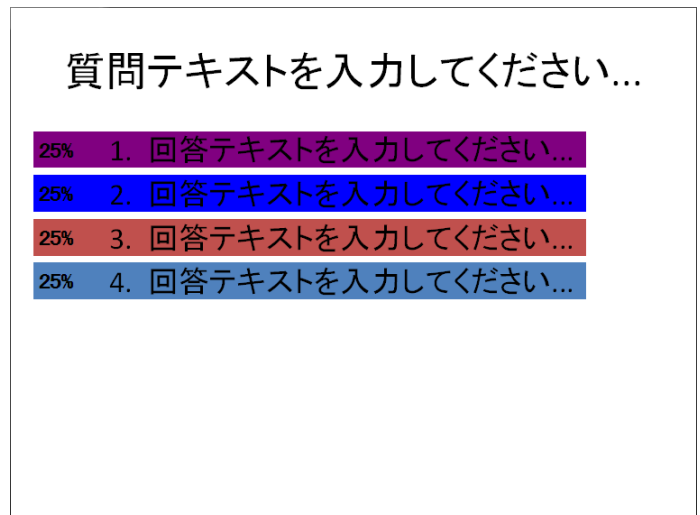 質問テキストを入力してください...
25% 1. 回答テキストを入力してください...
25% 2. 回答テキストを入力してください...
25% 3. 回答テキストを入力してください...
25% 4. 回答テキストを入力してください...